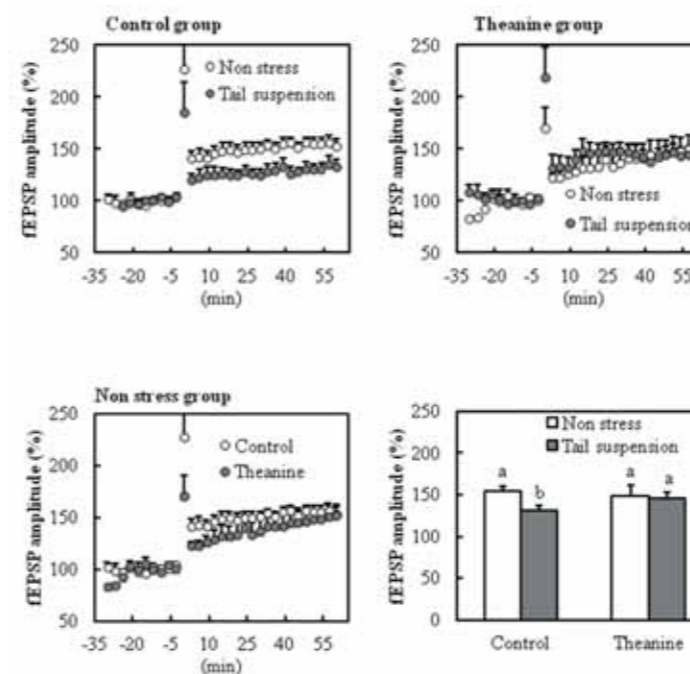 Control group
fEPSP amplitude (%)
250
200
150
100
50
Non stress
Tail suspension
-35 -20 -5 10 25 40 55
(min)
Theanine group
fEPSP amplitude (%)
250
200
150
100
50
Non stress
Tail suspension
-35 -20 -5 10 25 40 55
(min)
Non stress group
fEPSP amplitude (%)
250
200
150
100
50
Control
Theanine
-35 -20 -5 10 25 40 55
(min)
fEPSP amplitude (%)
250
200
150
100
50
0
Non stress
Tail suspension
a b a a
Control Theanine